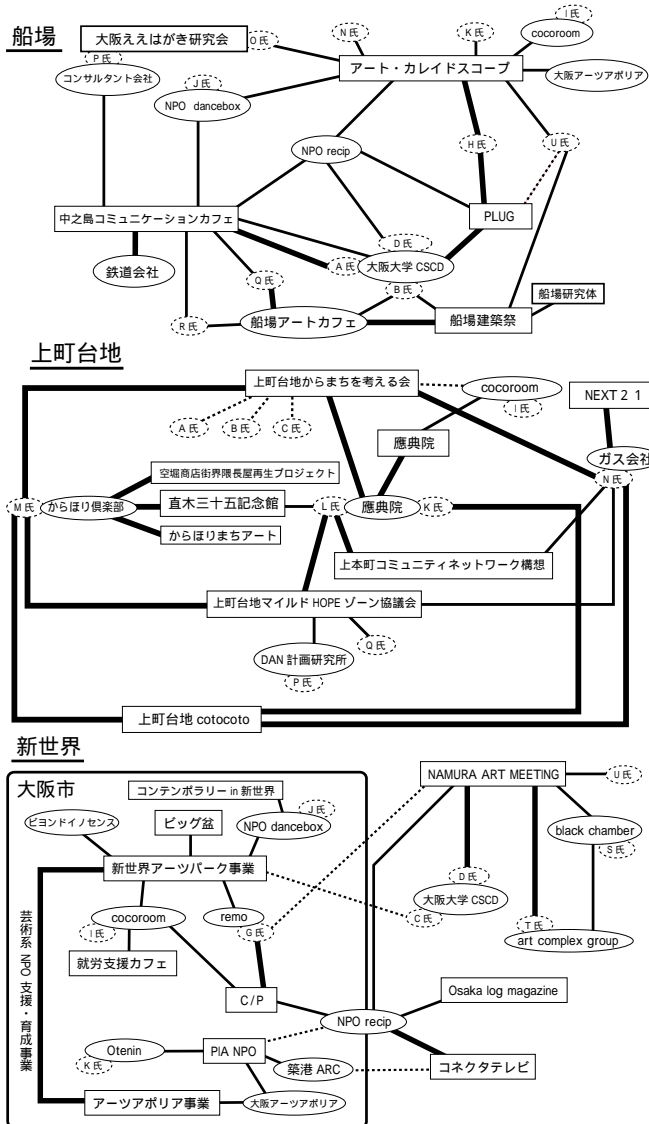 船場
大阪ええはがき研究会
O氏
N氏
K氏
I氏
cocoroom
P氏
コンサルタント会社
J氏
NPO dancebox
アート・カレイドスコープ
大阪アーツアポリア
NPO recip
H氏
U氏
中之島コミュニケーションカフェ
PLUG
鉄道会社
D氏
A氏
大阪大学 CSCD
Q氏
B氏
船場研究体
R氏
船場アートカフェ
船場建築祭
上町台地
上町台地からまちを考える会
cocoroom
I氏
NEXT 2 1
A氏
B氏
C氏
應典院
ガス会社
N氏
空堀商店街界隈長屋再生プロジェクト
M氏
からほり倶楽部
直木三十五記念館
L氏
應典院
K氏
からほりまちアート
上本町コミュニティネットワーク構想
上町台地マイルド HOPE ゾーン協議会
DAN 計画研究所
Q氏
P氏
上町台地 cotocoto
新世界
大阪市
コンテンポラリー in 新世界
NAMURA ART MEETING
U氏
ビヨンドイノセンス
ビッグ盆
J氏
NPO dancebox
black chamber
S氏
新世界アーツパーク事業
D氏
大阪大学 CSCD
C氏
cocoroom
remo
I氏
G氏
T氏
art complex group
就労支援カフェ
芸術系 NPO 支援・育成事業
C/P
Osaka log magazine
NPO recip
Otenin
K氏
PIA NPO
築港 ARC
コネクタテレビ
アーツアポリア事業
大阪アーツアポリア